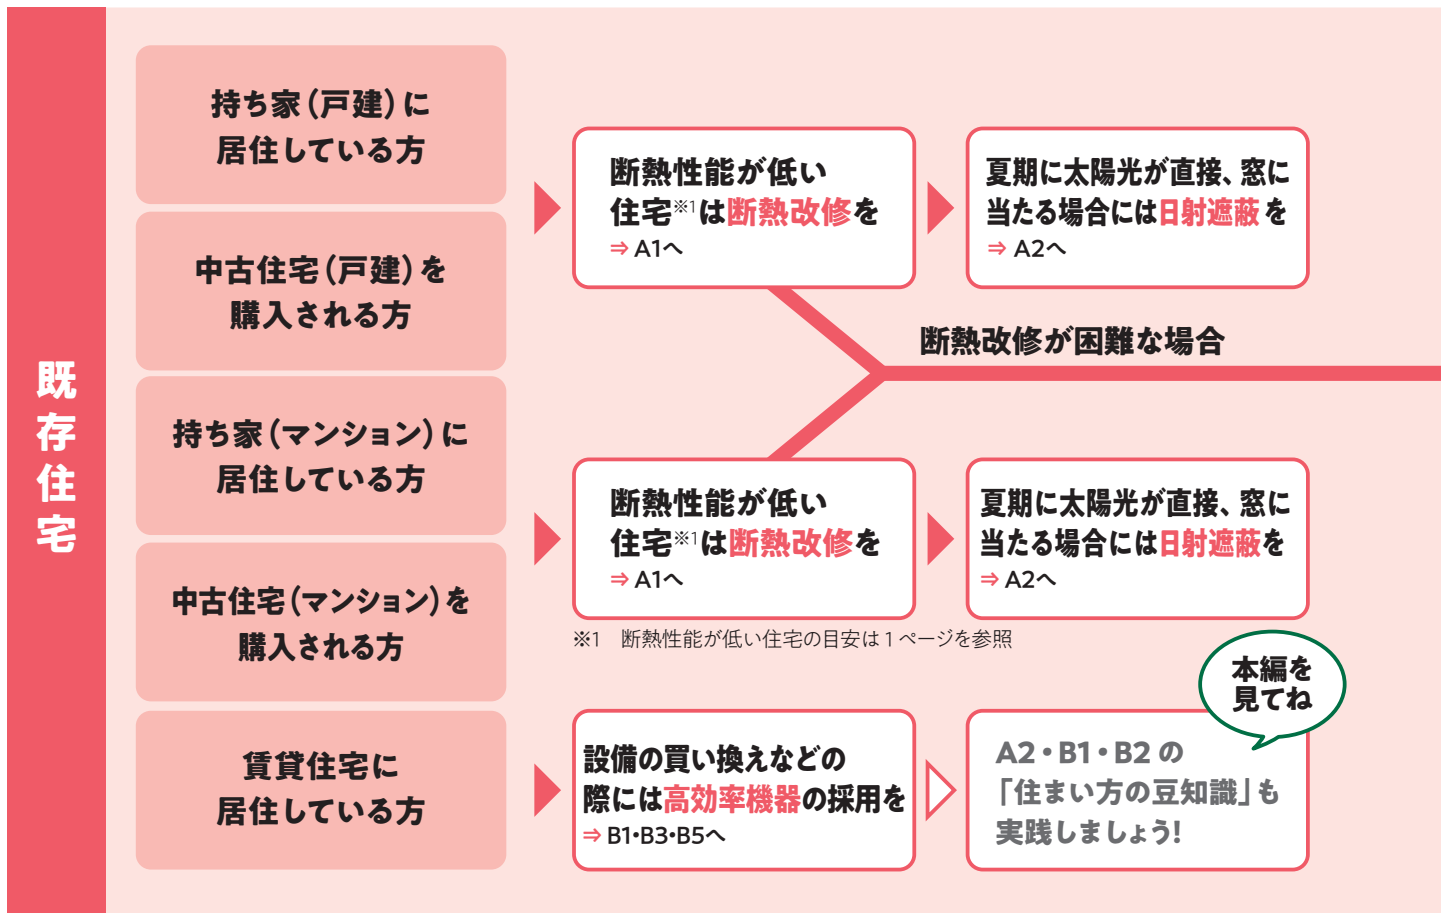 既存住宅
持ち家（戸建）に
居住している方
中古住宅（戸建）を
購入される方
持ち家（マンション）に
居住している方
中古住宅（マンション）を
購入される方
賃貸住宅に
居住している方
断熱性能が低い
住宅※1は断熱改修を
⇒ A1へ
夏期に太陽光が直接、窓に
当たる場合には日射遮蔽を
⇒ A2へ
断熱改修が困難な場合
断熱性能が低い
住宅※1は断熱改修を
⇒ A1へ
夏期に太陽光が直接、窓に
当たる場合には日射遮蔽を
⇒ A2へ
※1　断熱性能が低い住宅の目安は1ページを参照
設備の買い換えなどの
際には高効率機器の採用を
⇒ B1・B3・B5へ
本編を
見てね
A2・B1・B2 の
「住まい方の豆知識」も
実践しましょう!